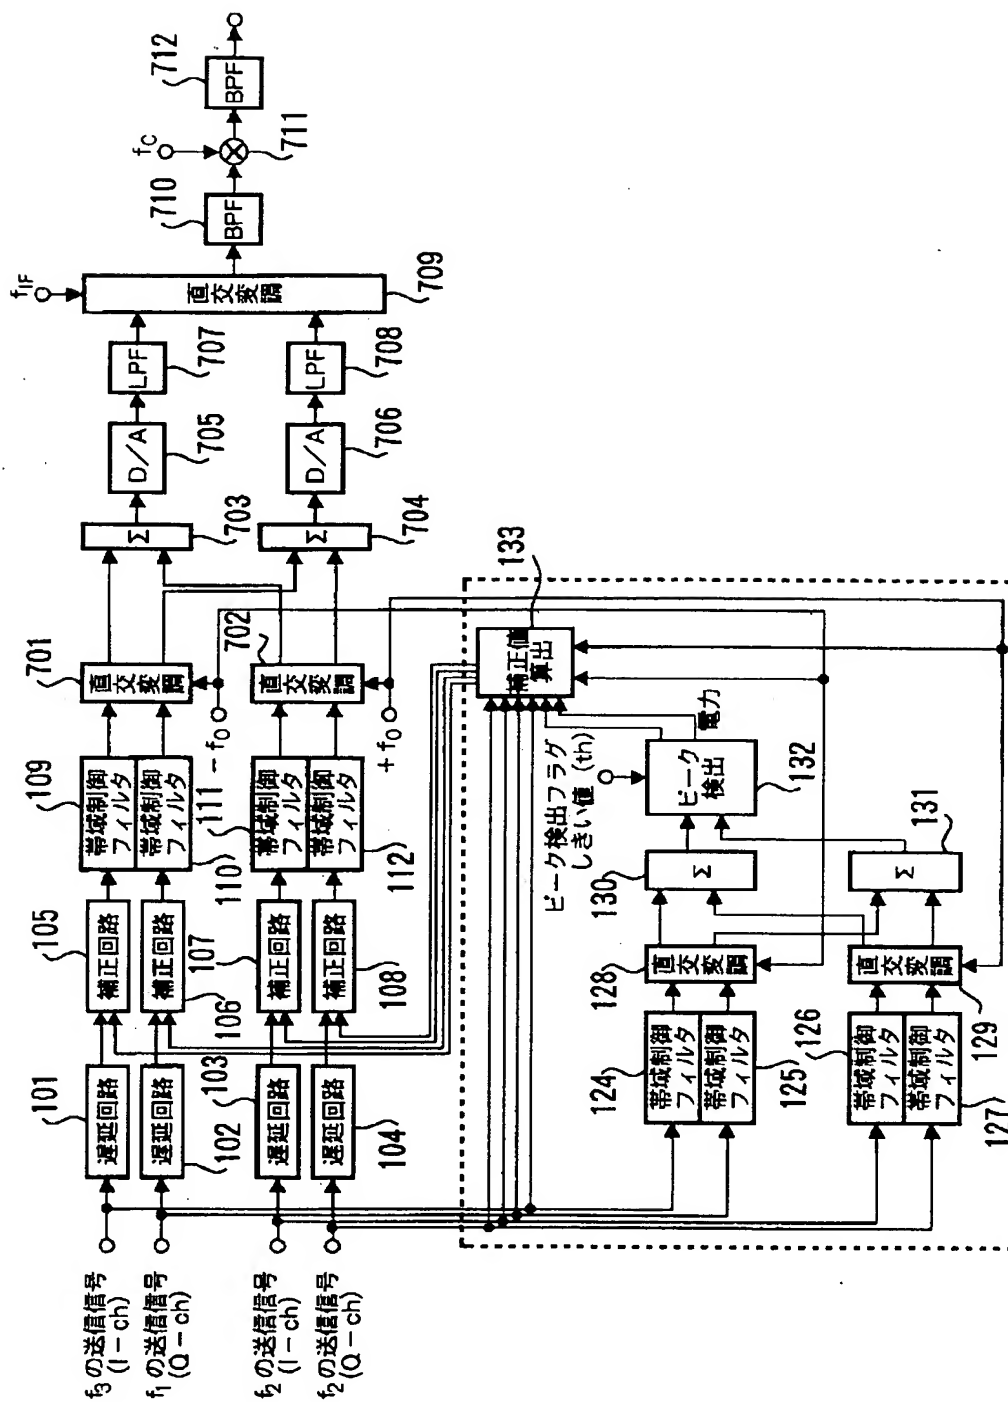 f3 の送信信号
(I-ch)
f1 の送信信号
(Q-ch)
f2 の送信信号
(I-ch)
f2 の送信信号
(Q-ch)
101
遅延回路
遅延回路
102
103
遅延回路
遅延回路
104
105
補正回路
補正回路
106
107
補正回路
補正回路
108
109
帯域制御
フィルタ
帯域制御
フィルタ
110
111
帯域制御
フィルタ
帯域制御
フィルタ
112
701
直交変調
-f0
702
直交変調
+f0
Σ
703
Σ
704
D/A
705
D/A
706
LPF
707
LPF
708
fIF
直交変調
709
710
BPF
fC
711
712
BPF
124
帯域制御
フィルタ
帯域制御
フィルタ
125
126
帯域制御
フィルタ
帯域制御
フィルタ
127
128
直交変調
直交変調
129
130
Σ
Σ
131
ピーク検出フラグ
しきい値 (th)
ピーク
検出
132
電力
補正値
算出
133